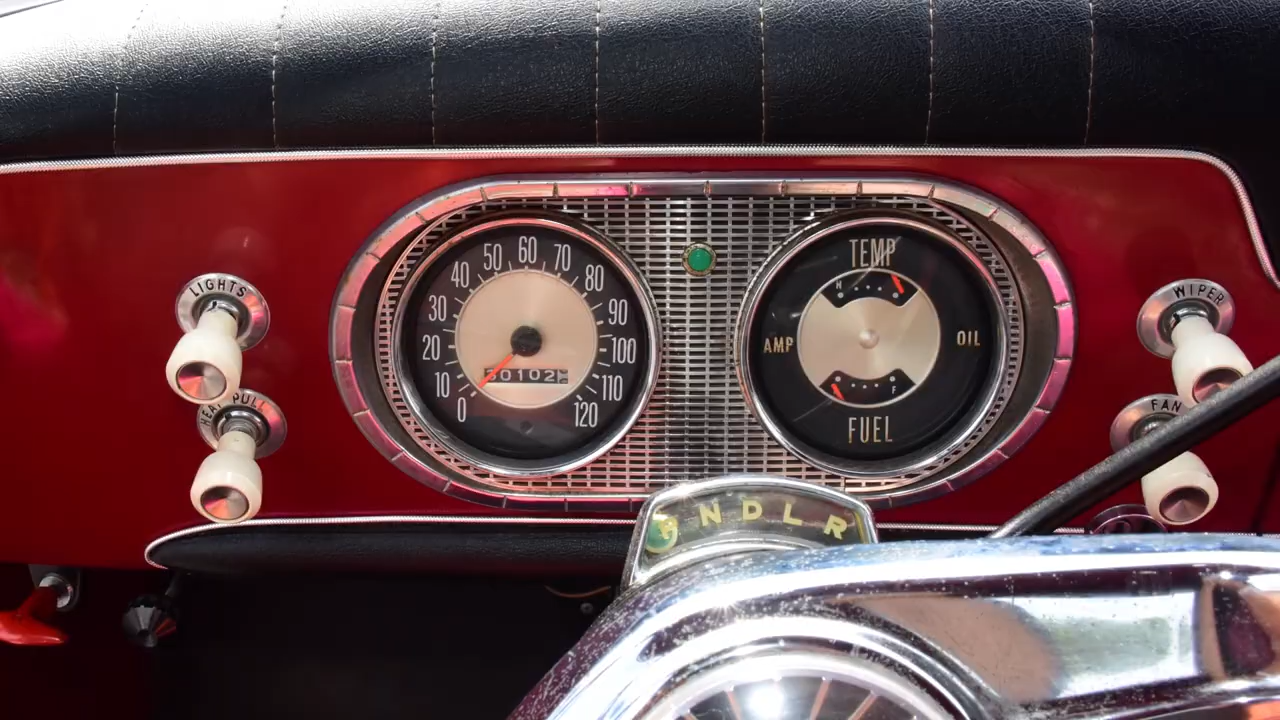 LIGHTS
HEAT PULL
0 10 20 30 40 50 60 70 80 90 100 110 120
TEMP
AMP OIL
F
FUEL
WIPER
FAN
N D L R